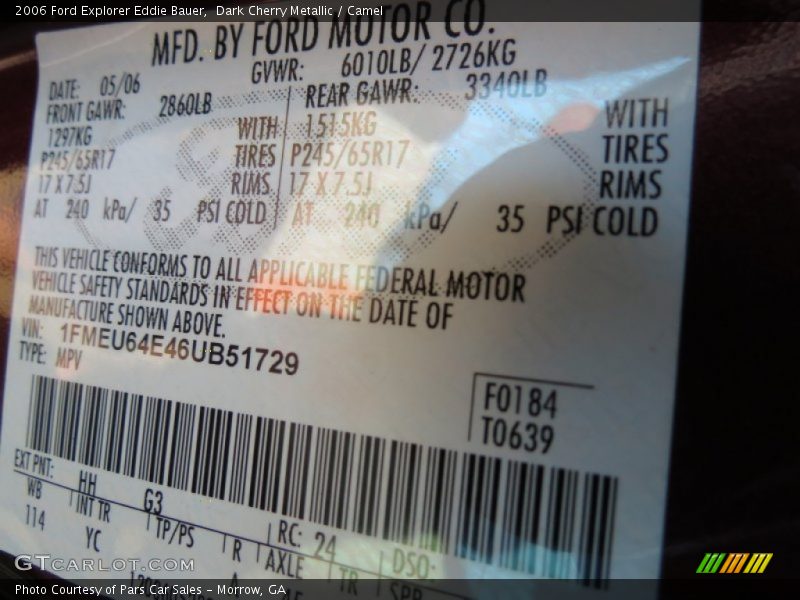 2006 Ford Explorer Eddie Bauer, Dark Cherry Metallic / Camel
MFD. BY FORD MOTOR CO.
DATE: 05/06 GVWR: 6010LB/ 2726KG
FRONT GAWR: 2860LB REAR GAWR: 3340LB
1297KG WITH 1515KG WITH
P245/65R17 TIRES P245/65R17 TIRES
17 X 7.5J RIMS 17 X 7.5J RIMS
AT 240 kPa/ 35 PSI COLD AT 240 kPa/ 35 PSI COLD
THIS VEHICLE CONFORMS TO ALL APPLICABLE FEDERAL MOTOR
VEHICLE SAFETY STANDARDS IN EFFECT ON THE DATE OF
MANUFACTURE SHOWN ABOVE.
VIN: 1FMEU64E46UB51729
TYPE: MPV
F0184
T0639
EXT PNT: HH G3 RC: 24 DSO:
WB INT TR TP/PS R AXLE TR SPR
114 YC
GTCarLot.com
Photo Courtesy of Pars Car Sales - Morrow, GA